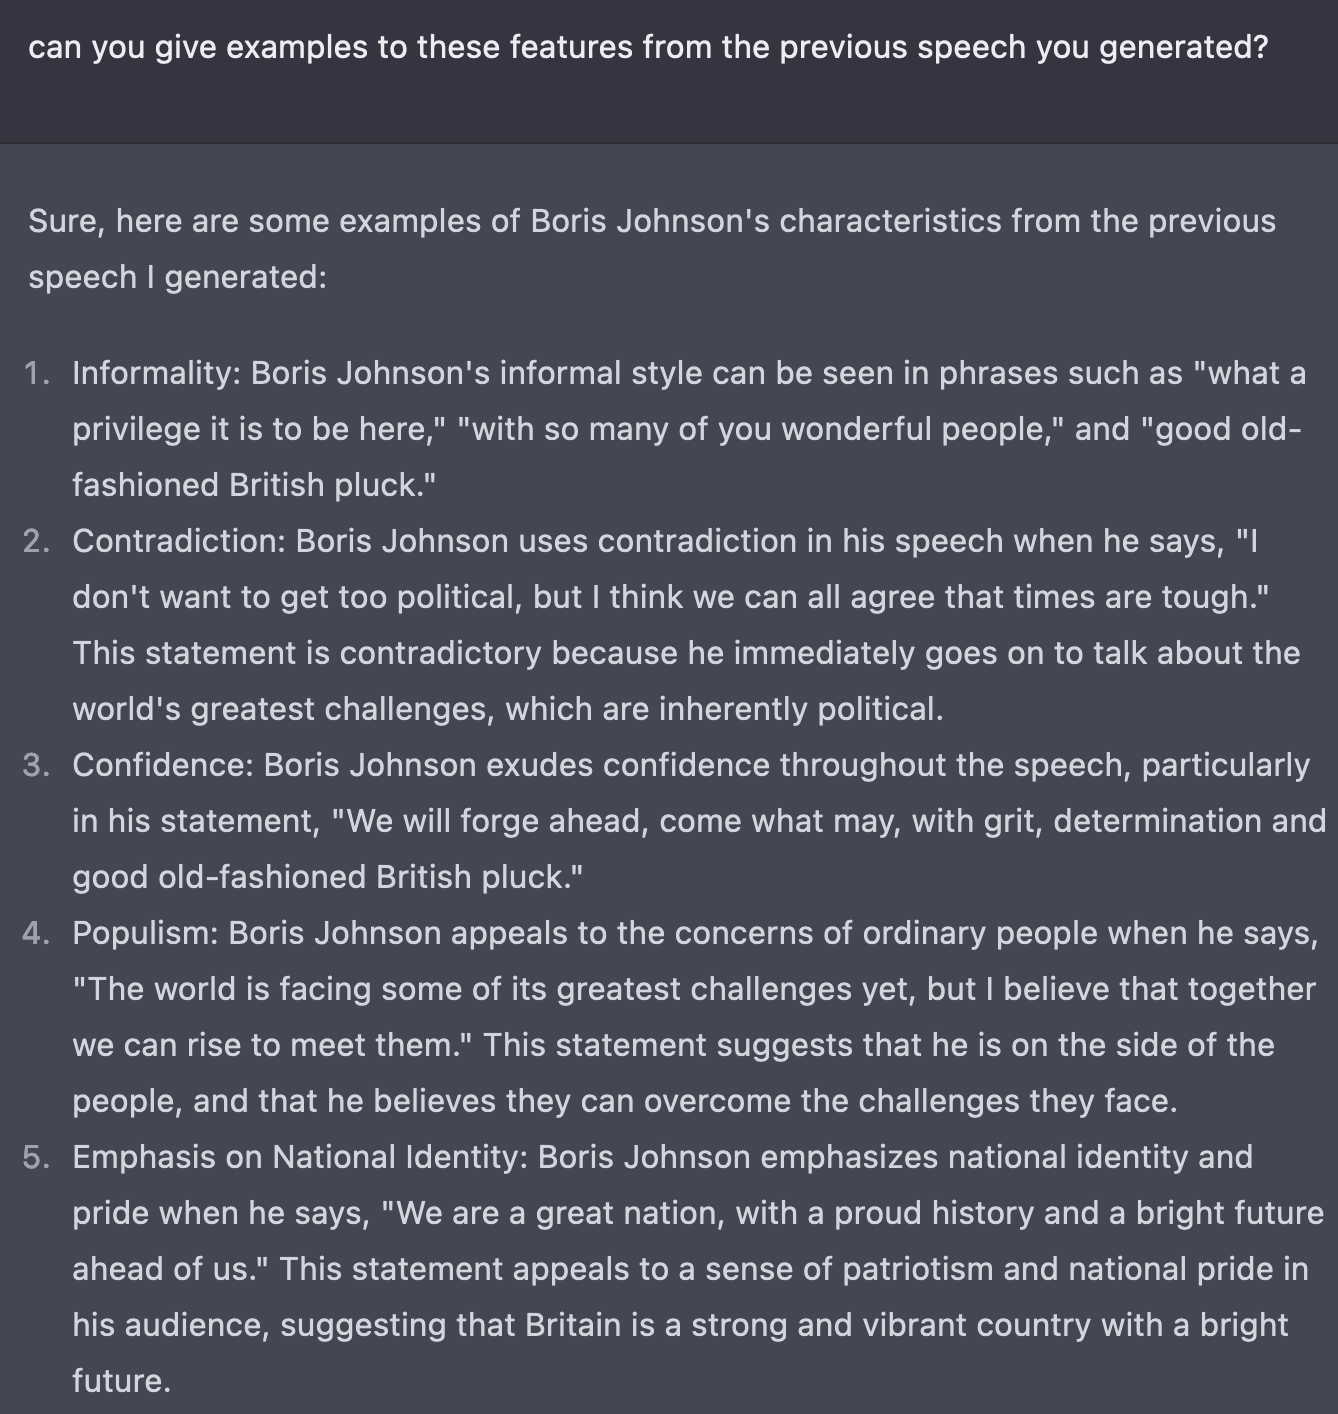 can you give examples to these features from the previous speech you generated?
Sure, here are some examples of Boris Johnson's characteristics from the previous
speech I generated:
1. Informality: Boris Johnson's informal style can be seen in phrases such as "what a
privilege it is to be here," "with so many of you wonderful people," and "good old-
fashioned British pluck."
2. Contradiction: Boris Johnson uses contradiction in his speech when he says, "I
don't want to get too political, but I think we can all agree that times are tough."
This statement is contradictory because he immediately goes on to talk about the
world's greatest challenges, which are inherently political.
3. Confidence: Boris Johnson exudes confidence throughout the speech, particularly
in his statement, "We will forge ahead, come what may, with grit, determination and
good old-fashioned British pluck."
4. Populism: Boris Johnson appeals to the concerns of ordinary people when he says,
"The world is facing some of its greatest challenges yet, but I believe that together
we can rise to meet them." This statement suggests that he is on the side of the
people, and that he believes they can overcome the challenges they face.
5. Emphasis on National Identity: Boris Johnson emphasizes national identity and
pride when he says, "We are a great nation, with a proud history and a bright future
ahead of us." This statement appeals to a sense of patriotism and national pride in
his audience, suggesting that Britain is a strong and vibrant country with a bright
future.